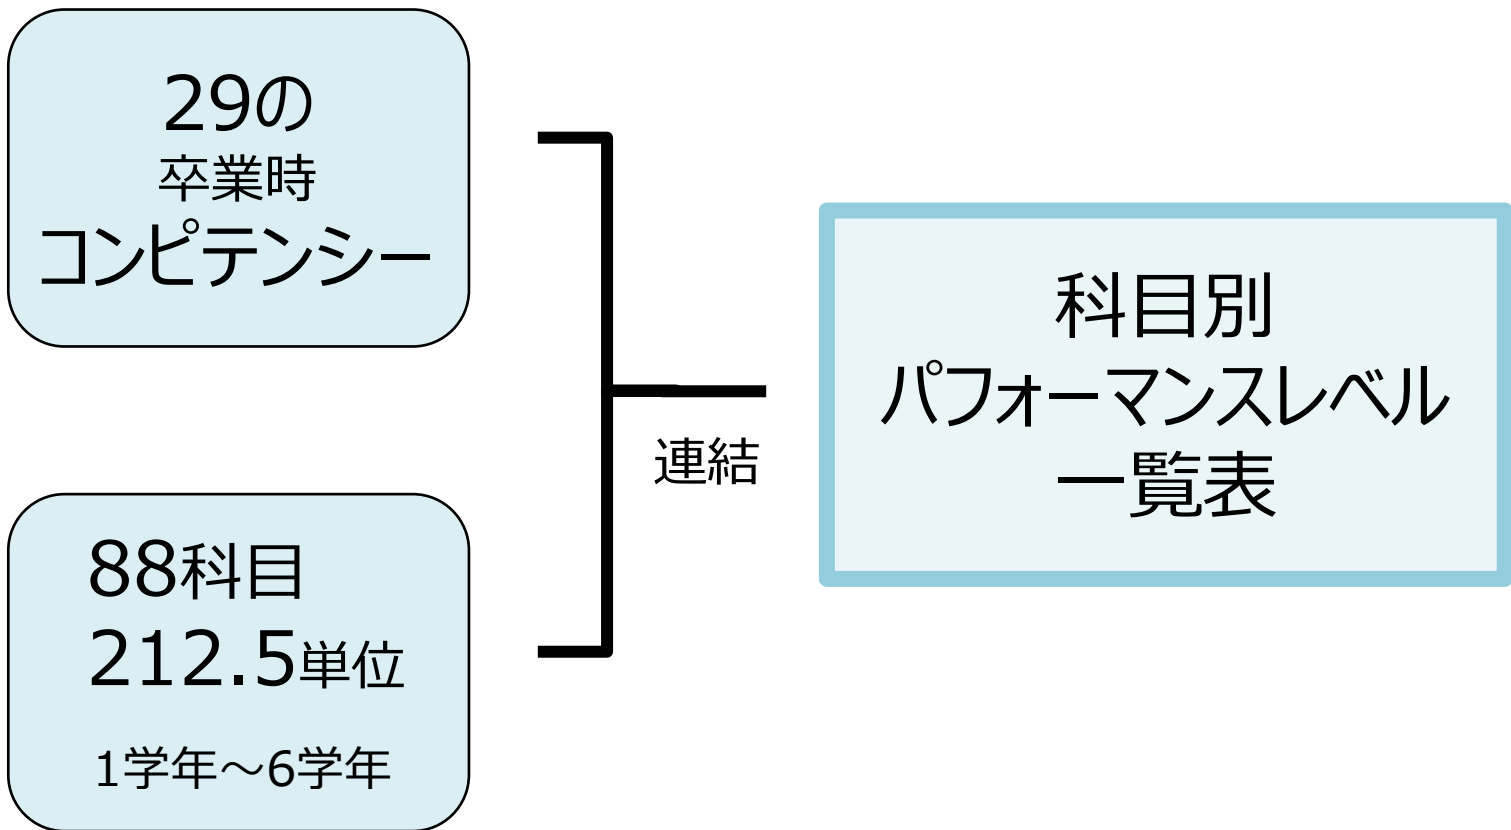 29の
卒業時
コンピテンシー
88科目
212.5単位
1学年～6学年
連結
科目別
パフォーマンスレベル
一覧表